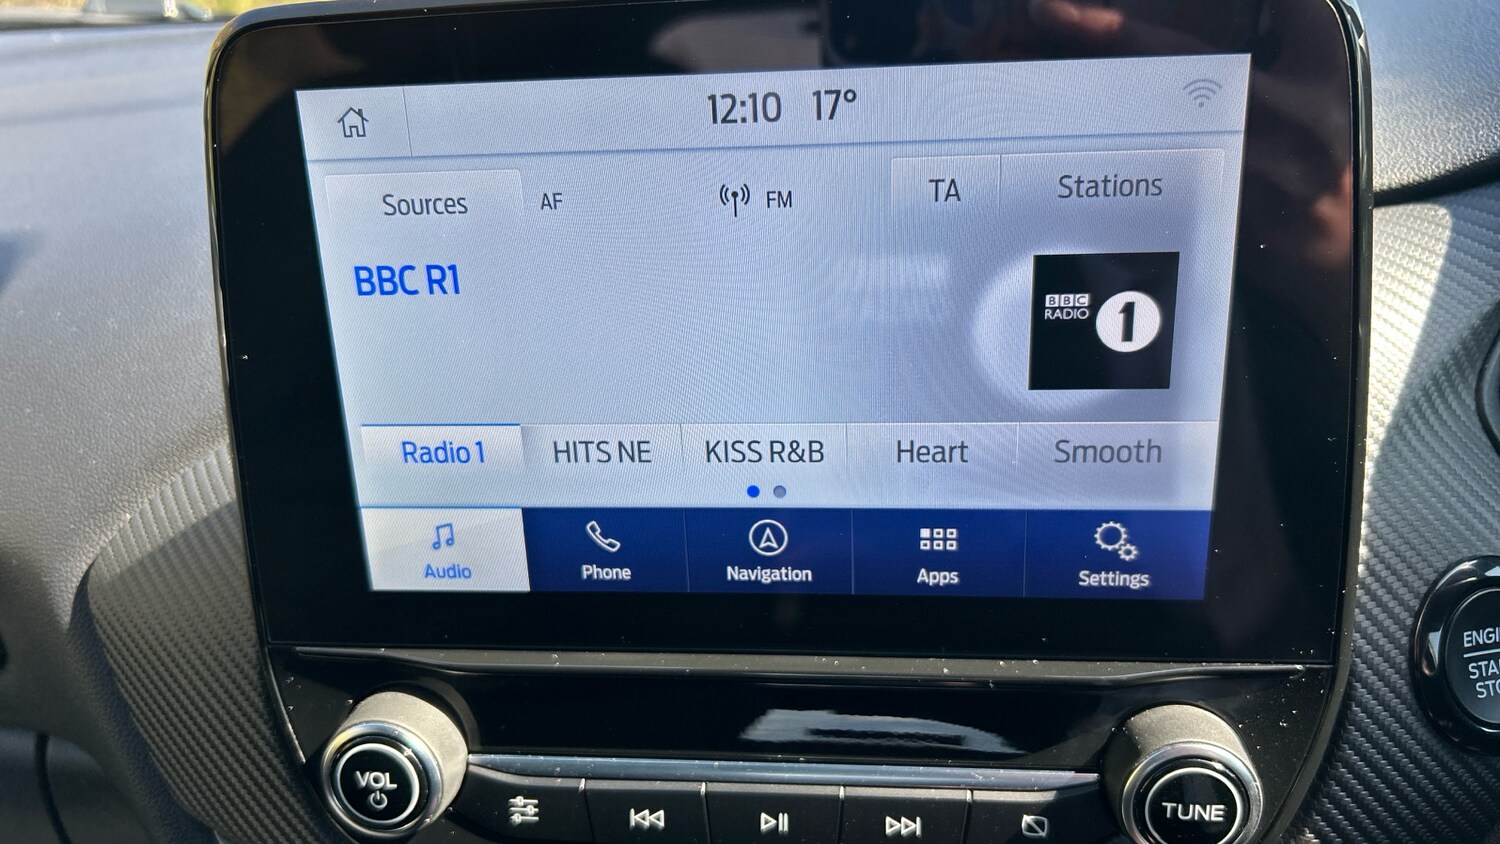 12:10 17°
Sources AF FM TA Stations
BBC R1
BBC
RADIO 1
Radio 1 HITS NE KISS R&B Heart Smooth
Audio Phone Navigation Apps Settings
VOL
TUNE